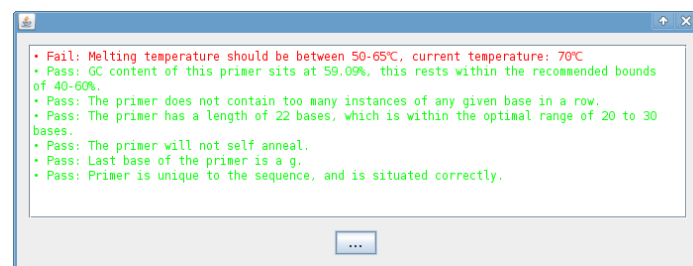 • Fail: Melting temperature should be between 50-65℃, current temperature: 70℃
• Pass: GC content of this primer sits at 59.09%, this rests within the recommended bounds
of 40-60%.
• Pass: The primer does not contain too many instances of any given base in a row.
• Pass: The primer has a length of 22 bases, which is within the optimal range of 20 to 30
bases.
• Pass: The primer will not self anneal.
• Pass: Last base of the primer is a g.
• Pass: Primer is unique to the sequence, and is situated correctly.
...